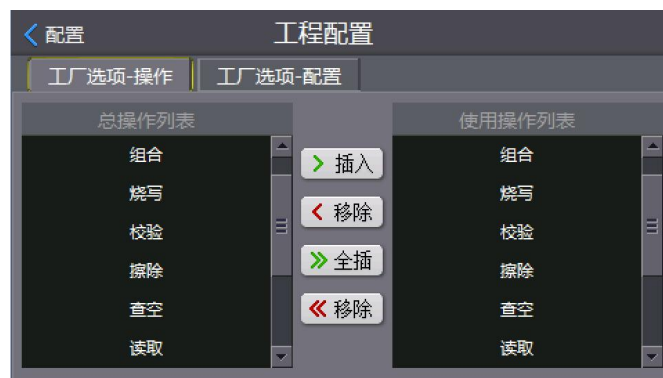 配置
工程配置
工厂选项-操作
工厂选项-配置
总操作列表
组合
烧写
校验
擦除
查空
读取
插入
移除
全插
移除
使用操作列表
组合
烧写
校验
擦除
查空
读取